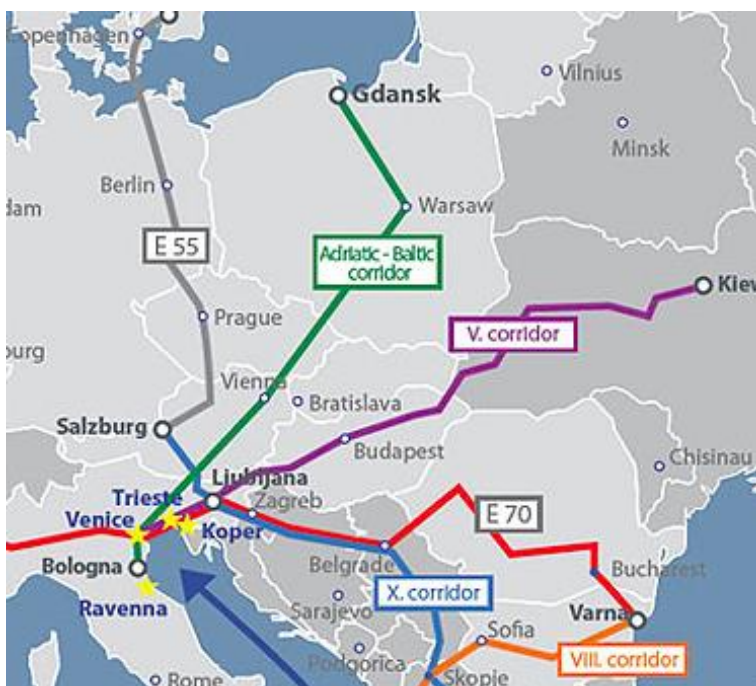 Copenhagen
Gdansk
Vilnius
Minsk
Berlin
dam
Warsaw
E 55
Adriatic - Baltic
corridor
Kiew
Prague
V. corridor
burg
Vienna
Bratislava
Salzburg
Budapest
Chisinau
Ljubljana
Trieste
Zagreb
Venice
Koper
E 70
Bologna
Belgrade
Bucharest
Ravenna
X. corridor
Sarajevo
Varna
Sofia
Podgorica
VIII. corridor
Rome
Skopje